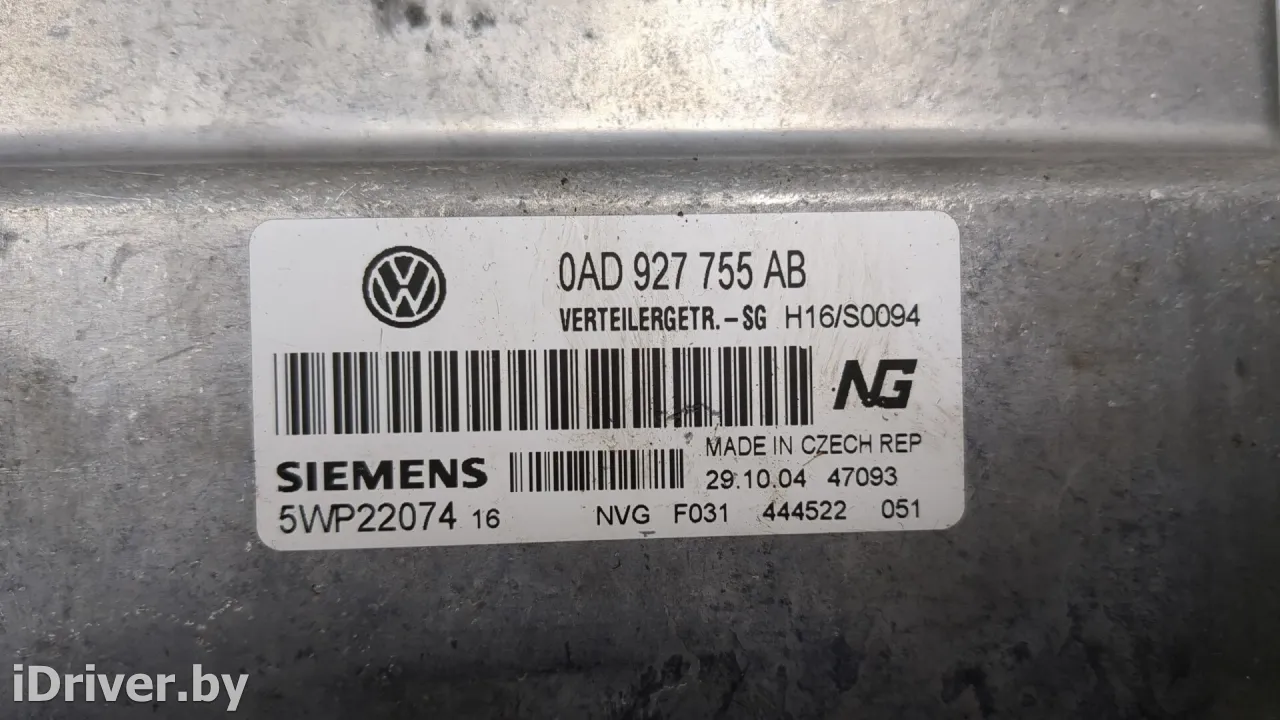 0AD 927 755 AB
VERTEILERGETR.-SG H16/S0094
NG
MADE IN CZECH REP
SIEMENS
29.10.04 47093
5WP22074 16
NVG F031 444522 051
iDriver.by